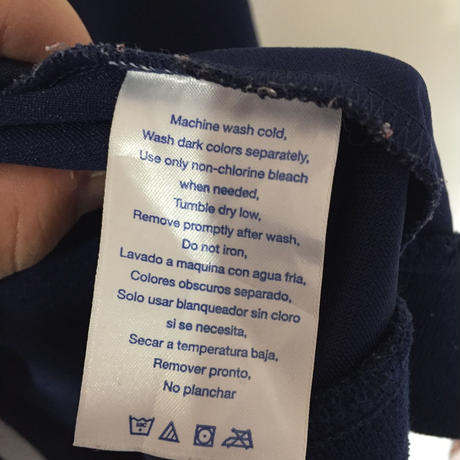 Machine wash cold,
Wash dark colors separately,
Use only non-chlorine bleach
when needed,
Tumble dry low,
Remove promptly after wash,
Do not iron,
Lavado a maquina con agua fria,
Colores obscuros separado,
Solo usar blanqueador sin cloro
si se necesita,
Secar a temperatura baja,
Remover pronto,
No planchar